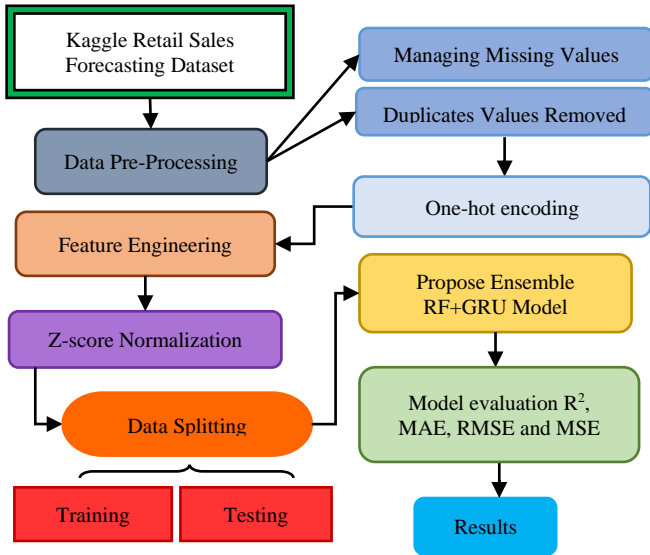 Kaggle Retail Sales
Forecasting Dataset
Managing Missing Values
Duplicates Values Removed
Data Pre-Processing
One-hot encoding
Feature Engineering
Propose Ensemble
RF+GRU Model
Z-score Normalization
Model evaluation R²,
MAE, RMSE and MSE
Data Splitting
Training
Testing
Results